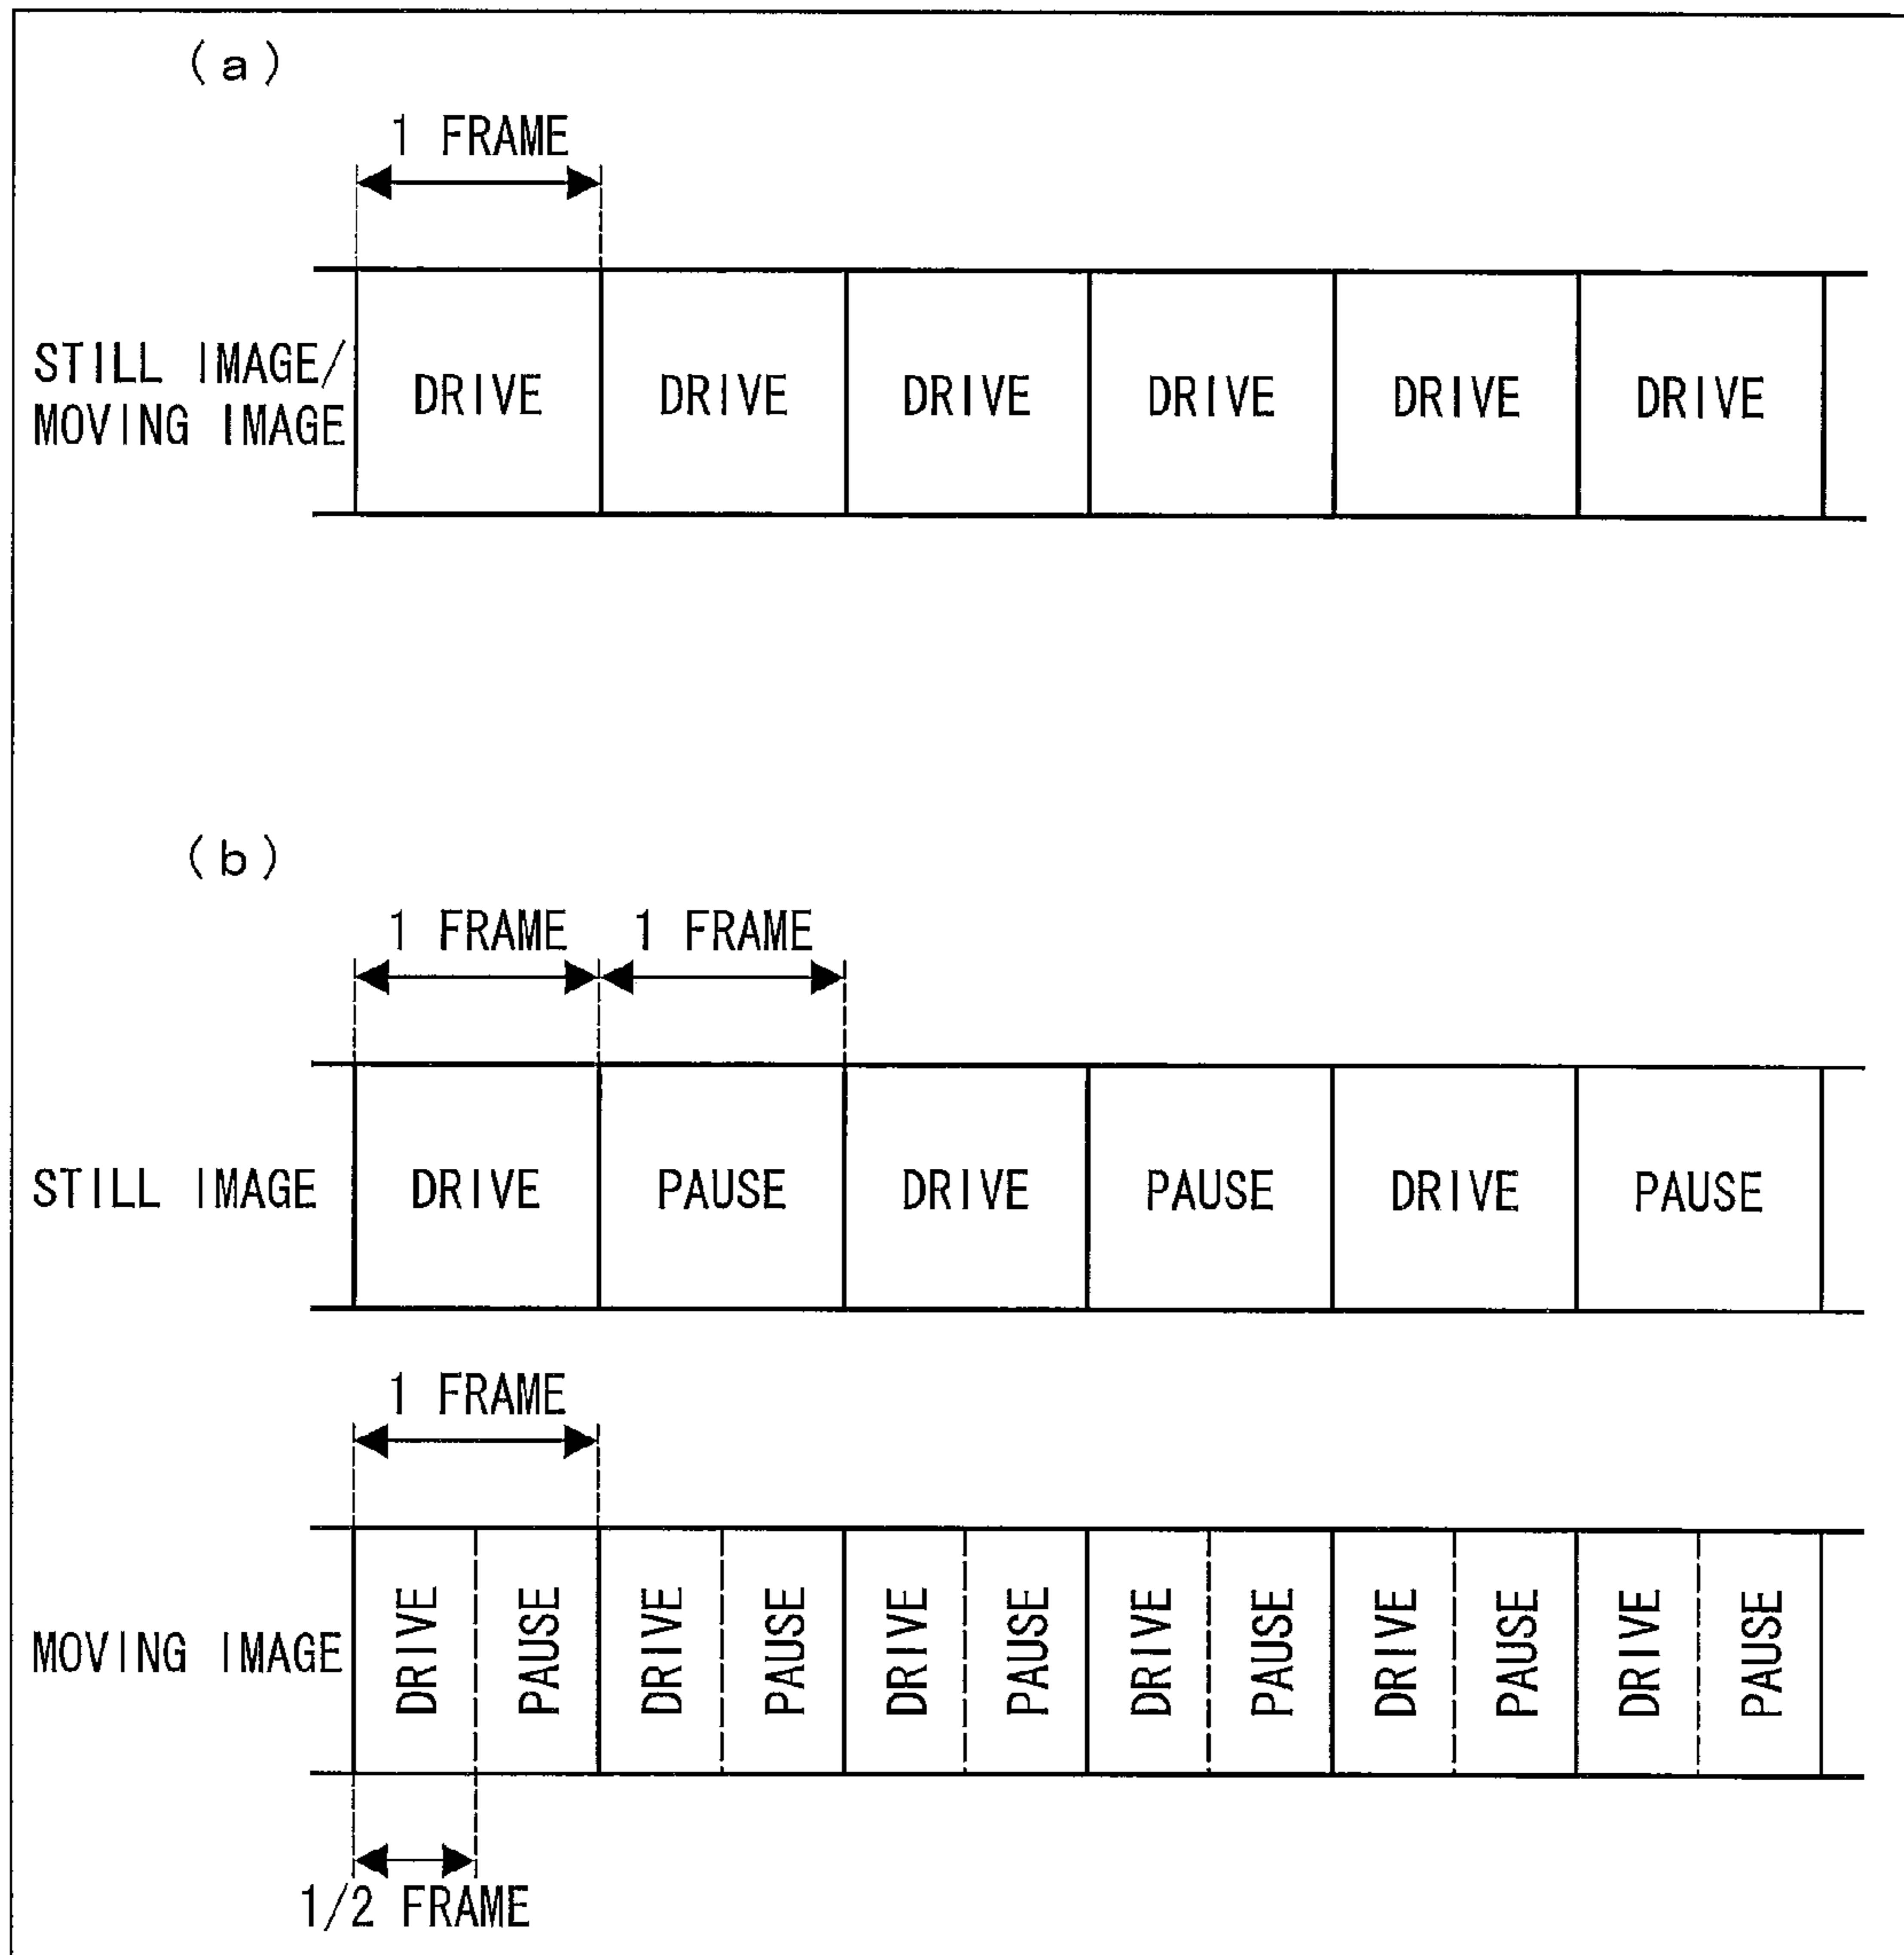 (a)
1 FRAME
STILL IMAGE/
MOVING IMAGE
DRIVE DRIVE DRIVE DRIVE DRIVE DRIVE
(b)
1 FRAME 1 FRAME
STILL IMAGE DRIVE PAUSE DRIVE PAUSE DRIVE PAUSE
1 FRAME
MOVING IMAGE DRIVE PAUSE DRIVE PAUSE DRIVE PAUSE DRIVE PAUSE DRIVE PAUSE DRIVE PAUSE
1/2 FRAME